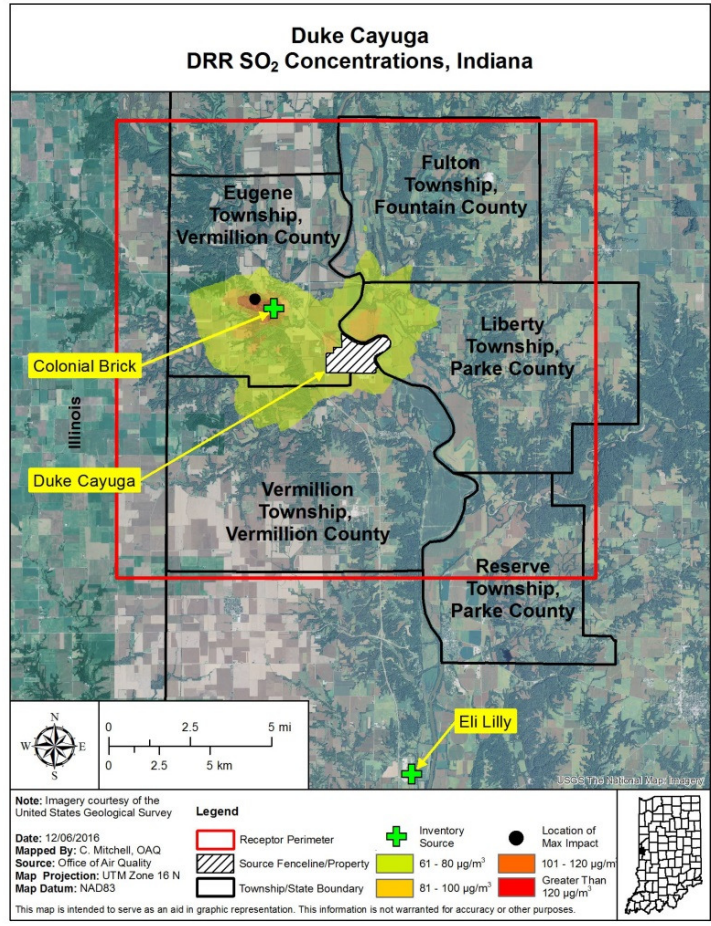 Duke Cayuga
DRR SO₂ Concentrations, Indiana
Fulton
Township,
Fountain County
Eugene
Township,
Vermillion County
Liberty
Township,
Parke County
Colonial Brick
Illinois
Duke Cayuga
Vermillion
Township,
Vermillion County
Reserve
Township,
Parke County
Eli Lilly
N
W E
S
0 2.5 5 mi
0 2.5 5 km
USGS The National Map: Imagery
Note: Imagery courtesy of the
United States Geological Survey
Date: 12/06/2016
Mapped By: C. Mitchell, OAQ
Source: Office of Air Quality
Map Projection: UTM Zone 16 N
Map Datum: NAD83
Legend
Receptor Perimeter
Source Fenceline/Property
Township/State Boundary
Inventory
Source
61 - 80 µg/m³
81 - 100 µg/m³
Location of
Max Impact
101 - 120 µg/m³
Greater Than
120 µg/m³
This map is intended to serve as an aid in graphic representation. This information is not warranted for accuracy or other purposes.